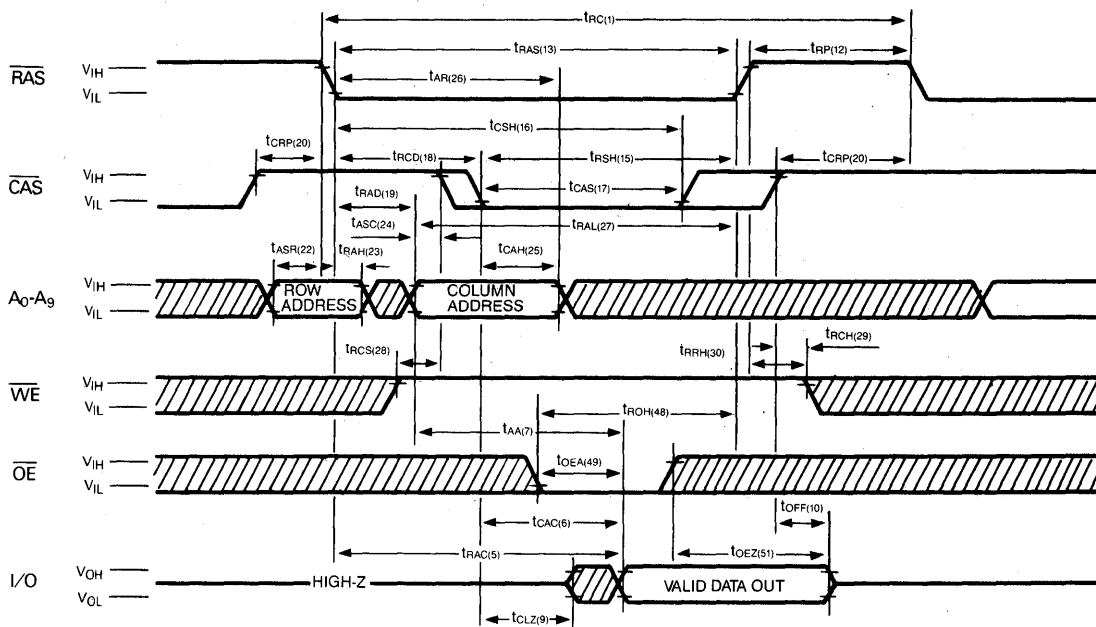 tRC(1)
tRAS(13)
tRP(12)
RAS
VIH
VIL
tAR(26)
tCSH(16)
tCRP(20)
tRCD(18)
tRSH(15)
tCRP(20)
CAS
VIH
VIL
tRAD(19)
tCAS(17)
tASC(24)
tRAL(27)
tASR(22)
tRAH(23)
tCAH(25)
A0-A9
VIH
VIL
ROW
ADDRESS
COLUMN
ADDRESS
tRCS(28)
tRRH(30)
tRCH(29)
WE
VIH
VIL
tROH(48)
tAA(7)
OE
VIH
VIL
tOEA(49)
tOFF(10)
tCAC(6)
tRAC(5)
tOEZ(51)
I/O
VOH
VOL
HIGH-Z
VALID DATA OUT
tCLZ(9)